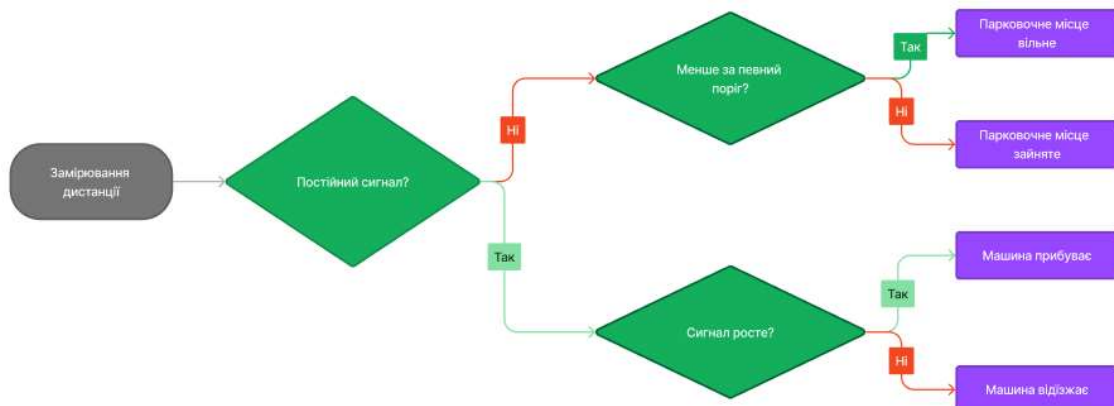 Замірювання
дистанції
Постійний сигнал?
Ні
Так
Менше за певний
поріг?
Так
Ні
Парковочне місце
вільне
Парковочне місце
зайняте
Сигнал росте?
Так
Ні
Машина прибуває
Машина відїзжає